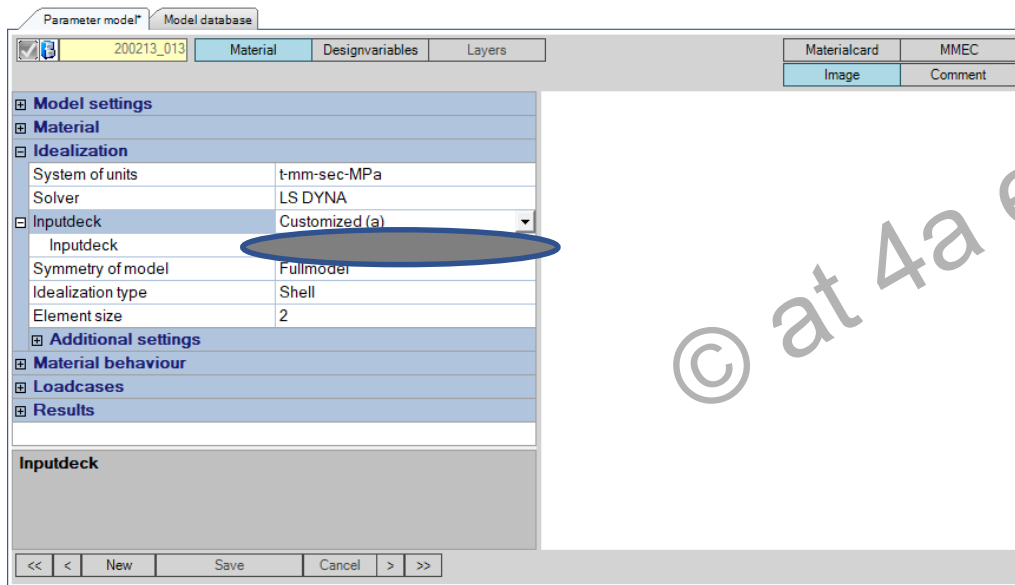 Parameter model* Model database
200213_013 Material Designvariables Layers Materialcard MMEC
Image Comment
Model settings
Material
Idealization
System of units t-mm-sec-MPa
Solver LS DYNA
Inputdeck Customized (a)
Inputdeck
Symmetry of model Fullmodel
Idealization type Shell
Element size 2
Additional settings
Material behaviour
Loadcases
Results
© at 4a
Inputdeck
<< < New Save Cancel > >>